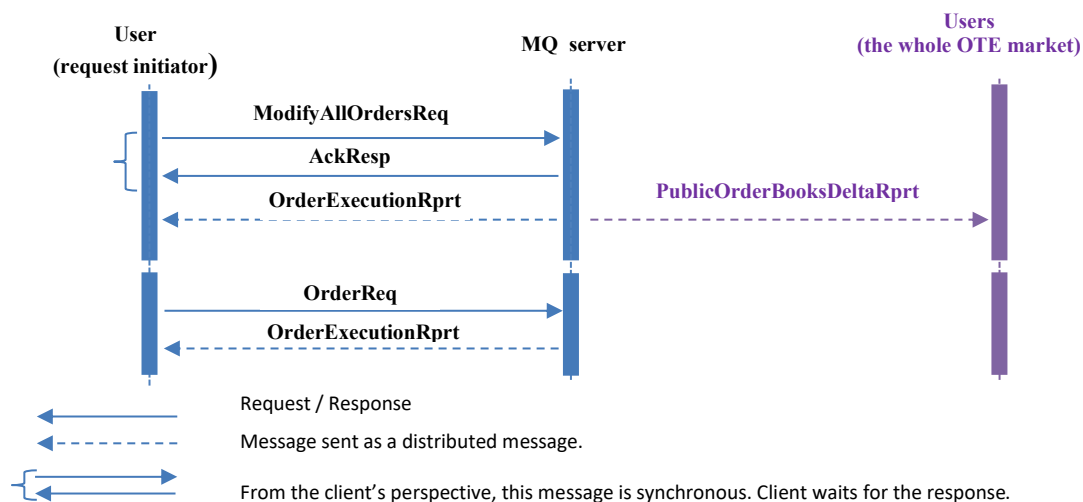 User
(request initiator)
MQ server
Users
(the whole OTE market)
ModifyAllOrdersReq
AckResp
OrderExecutionRprt
PublicOrderBooksDeltaRprt
OrderReq
OrderExecutionRprt
Request / Response
Message sent as a distributed message.
From the client’s perspective, this message is synchronous. Client waits for the response.